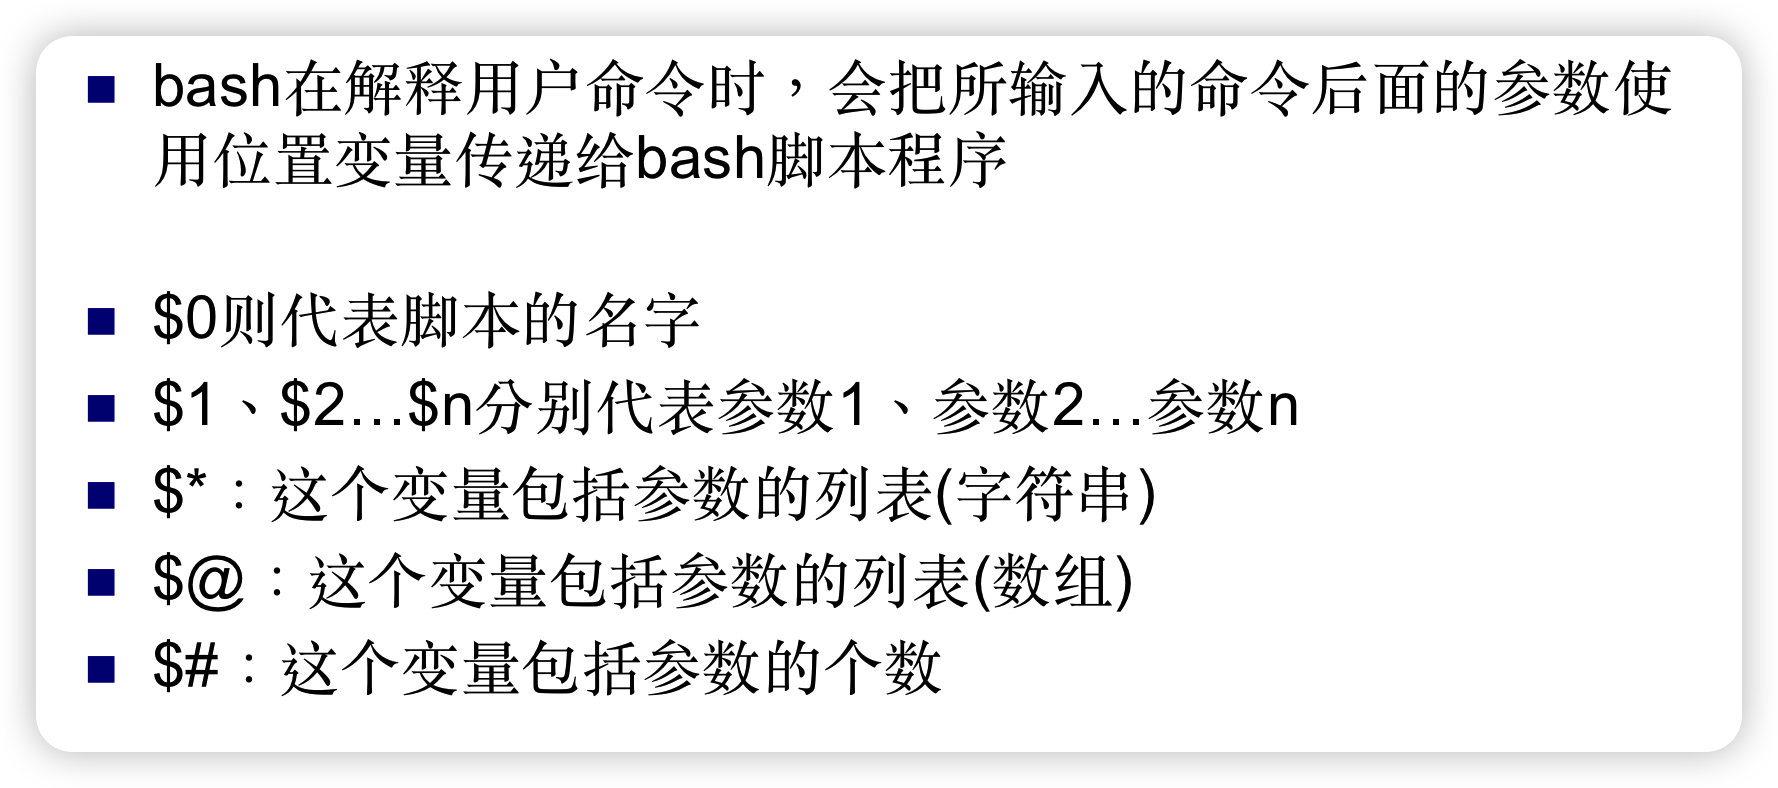 bash在解释用户命令时，会把所输入的命令后面的参数使
用位置变量传递给bash脚本程序
$0则代表脚本的名字
$1、$2…$n分别代表参数1、参数2…参数n
$*：这个变量包括参数的列表(字符串)
$@：这个变量包括参数的列表(数组)
$#：这个变量包括参数的个数